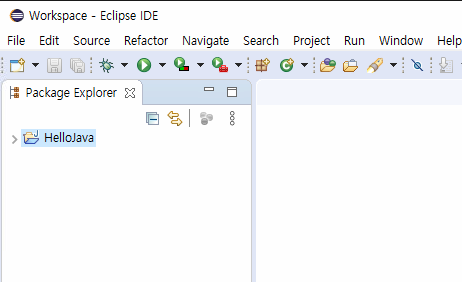 Workspace - Eclipse IDE
File Edit Source Refactor Navigate Search Project Run Window Help
Package Explorer
HelloJava